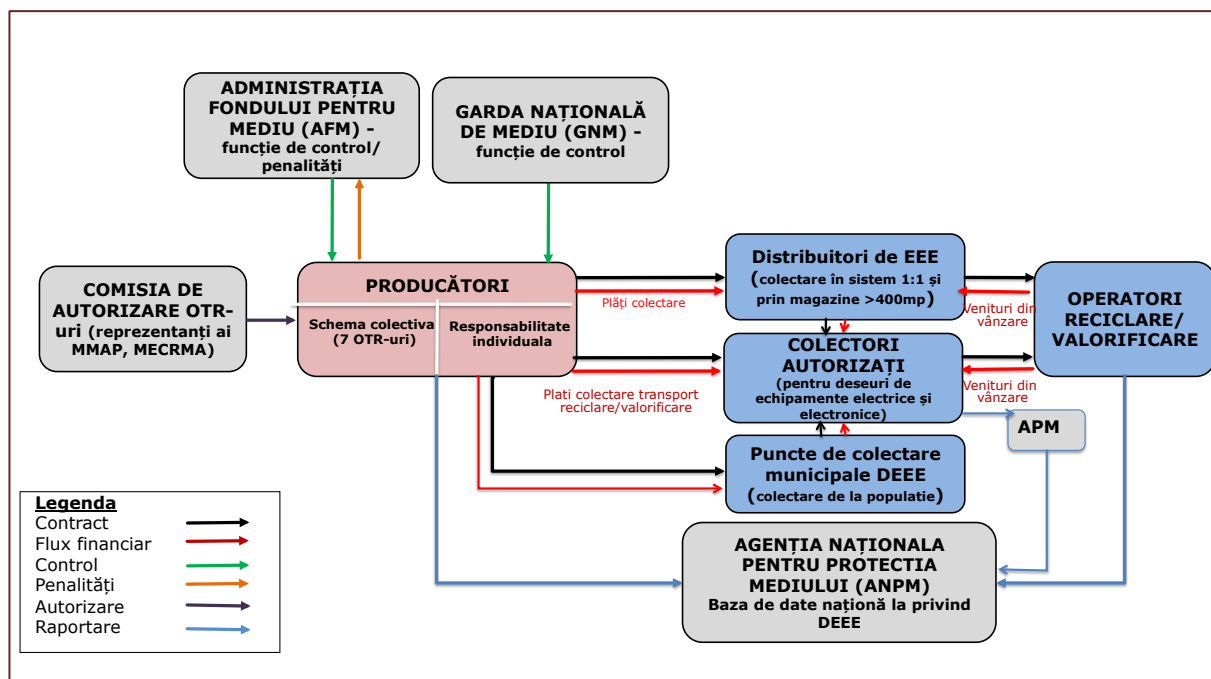 ADMINISTRAȚIA
FONDULUI PENTRU
MEDIU (AFM) -
funcție de control/
penalități
GARDA NAȚIONALĂ
DE MEDIU (GNM) -
funcție de control
COMISIA DE
AUTORIZARE OTR-
uri (reprezentanți ai
MMAP, MECRMA)
PRODUCĂTORI
Schema colectiva
(7 OTR-uri)
Responsabilitate
individuala
Plăți colectare
Plati colectare transport
reciclare/valorificare
Distribuitori de EEE
(colectare în sistem 1:1 și
prin magazine >400mp)
Venituri din
vânzare
COLECTORI
AUTORIZAȚI
(pentru deseuri de
echipamente electrice și
electronice)
Venituri din
vânzare
OPERATORI
RECICLARE/
VALORIFICARE
APM
Puncte de colectare
municipale DEEE
(colectare de la populatie)
AGENȚIA NAȚIONALA
PENTRU PROTECTIA
MEDIULUI (ANPM)
Baza de date națională la privind
DEEE
Legenda
Contract
Flux financiar
Control
Penalități
Autorizare
Raportare